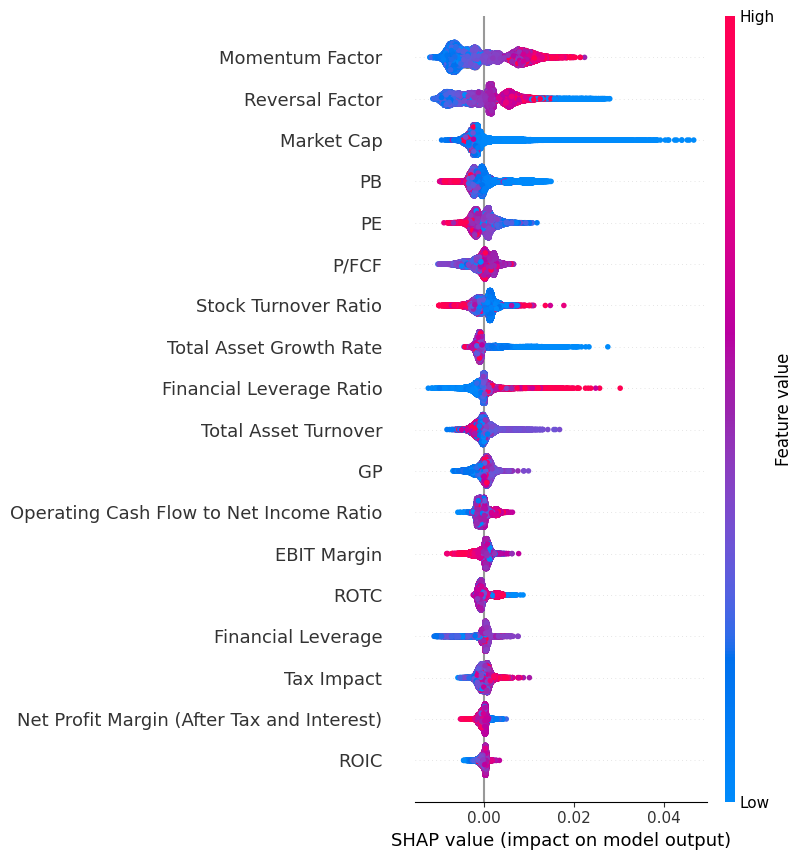 High
Momentum Factor
Reversal Factor
Market Cap
PB
PE
P/FCF
Stock Turnover Ratio
Total Asset Growth Rate
Financial Leverage Ratio
Total Asset Turnover
GP
Operating Cash Flow to Net Income Ratio
EBIT Margin
ROTC
Financial Leverage
Tax Impact
Net Profit Margin (After Tax and Interest)
ROIC
Feature value
Low
0.00 0.02 0.04
SHAP value (impact on model output)